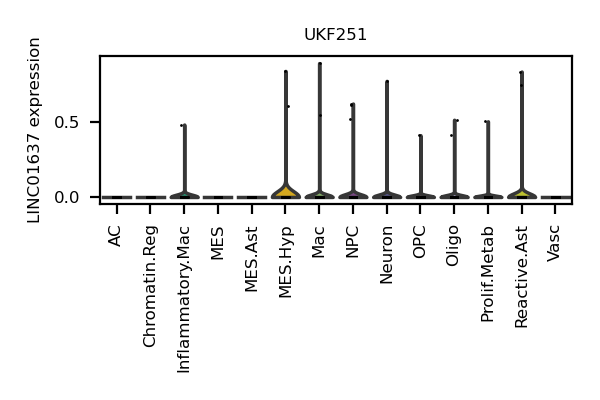 UKF251
LINC01637 expression
0.5
0.0
AC
Chromatin.Reg
Inflammatory.Mac
MES
MES.Ast
MES.Hyp
Mac
NPC
Neuron
OPC
Oligo
Prolif.Metab
Reactive.Ast
Vasc